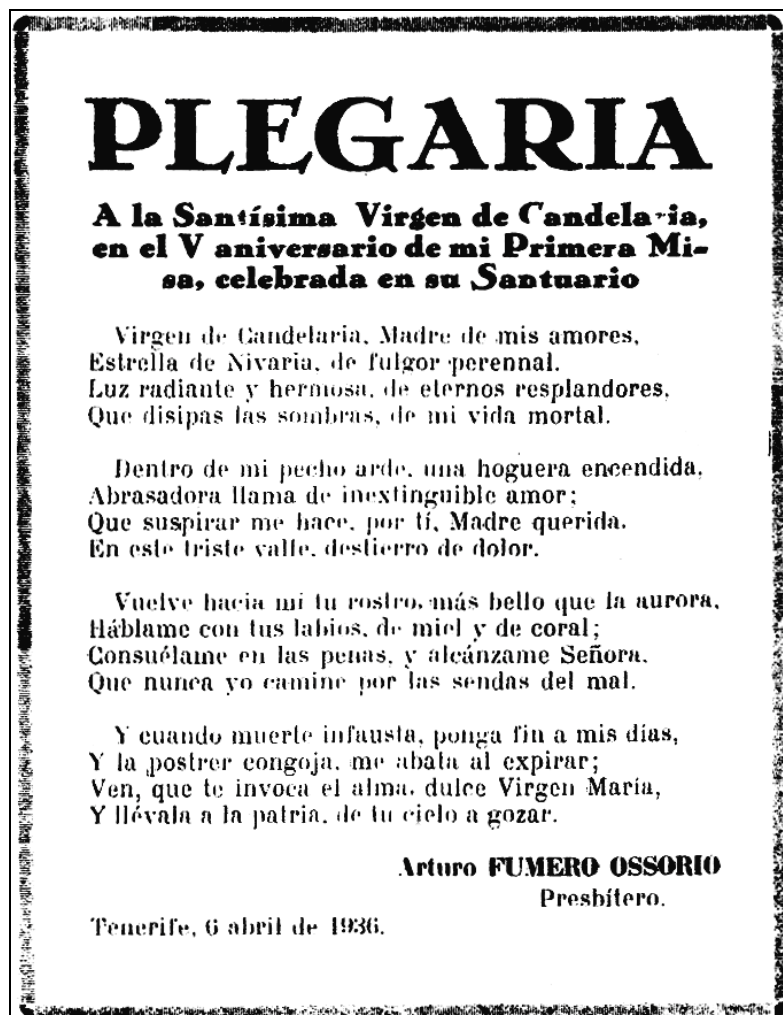 PLEGARIA
A la Santísima Virgen de Candelaria,
en el V aniversario de mi Primera Mi-
sa, celebrada en su Santuario
Virgen de Candelaria, Madre de mis amores,
Estrella de Nivaria, de fulgor perennal.
Luz radiante y hermosa, de eternos resplandores,
Que disipas las sombras, de mi vida mortal.
Dentro de mi pecho arde, una hoguera encendida,
Abrasadora llama de inextinguible amor;
Que suspirar me hace, por tí, Madre querida.
En este triste valle, destierro de dolor.
Vuelve hacia mi tu rostro, más bello que la aurora,
Háblame con tus labios, de miel y de coral;
Consuélame en las penas, y alcánzame Señora.
Que nunca yo camine por las sendas del mal.
Y cuando muerte infausta, ponga fin a mis días,
Y la postrer congoja, me abata al expirar;
Ven, que te invoca el alma, dulce Virgen María,
Y llévala a la patria, de tu cielo a gozar.
Arturo FUMERO OSSORIO
Presbítero.
Tenerife, 6 abril de 1936.